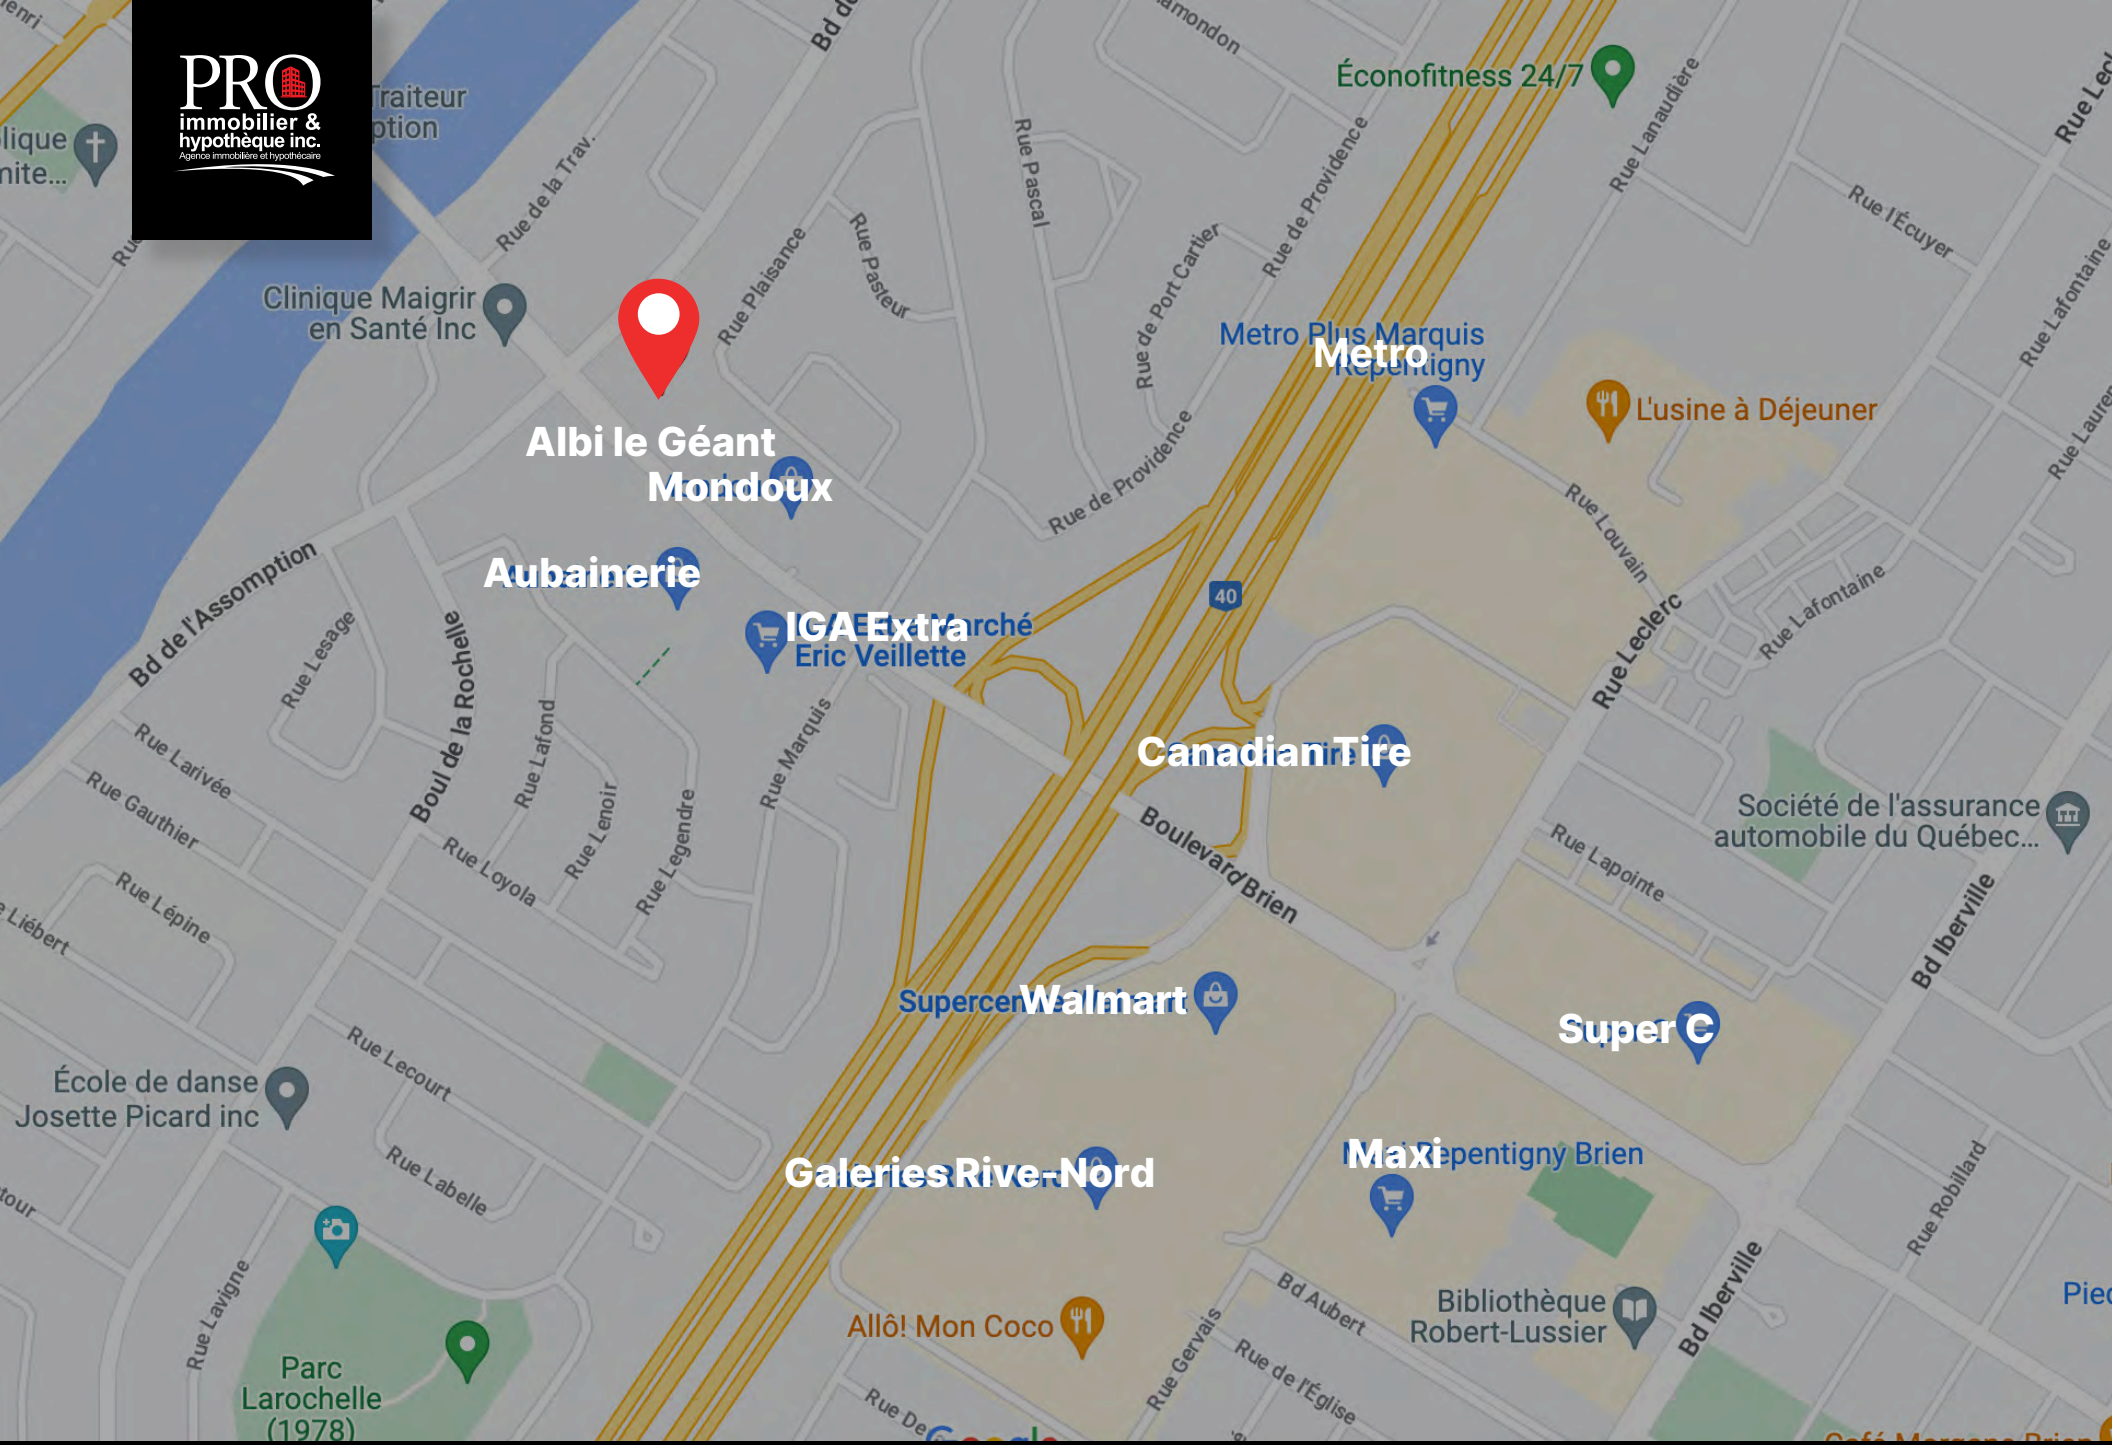 PRO
immobilier &
hypothèque inc.
Agence immobilière et hypothécaire
Traiteur
Bd
Rue Pascal
Rue de la Trav.
Rue de Providence
Éconofitness 24/7
Rue Lanaudière
Rue l'Écuyer
Rue Lafontaine
Clinique Maigrir
en Santé Inc
Rue Plaisance
Rue Pasteur
Rue de Port Cartier
Metro Plus Marquis
Repentigny
Metro
L'usine à Déjeuner
Albi le Géant
Mondoux
Rue de Providence
Rue Louvain
Aubainerie
40
Bd de l'Assomption
Rue Lesage
Boul de la Rochelle
IGA Extra
Eric Veillette
Rue Leclerc
Rue Lafontaine
Rue Larivée
Rue Gauthier
Rue Lafond
Rue Lenoir
Rue Legendre
Rue Marquis
Canadian Tire
Société de l'assurance
automobile du Québec...
Rue Loyola
Boulevard Brien
Rue Lapointe
Rue Lépine
Liébert
Bd Iberville
Walmart
Super C
Rue Lecourt
École de danse
Josette Picard inc
Rue Labelle
Galeries Rive-Nord
Maxi
Repentigny Brien
Rue Robillard
Rue Lavigne
Allô! Mon Coco
Bd Aubert
Bibliothèque
Robert-Lussier
Bd Iberville
Parc
Larochelle
(1978)
Rue Gervais
Rue de l'Église
Rue De